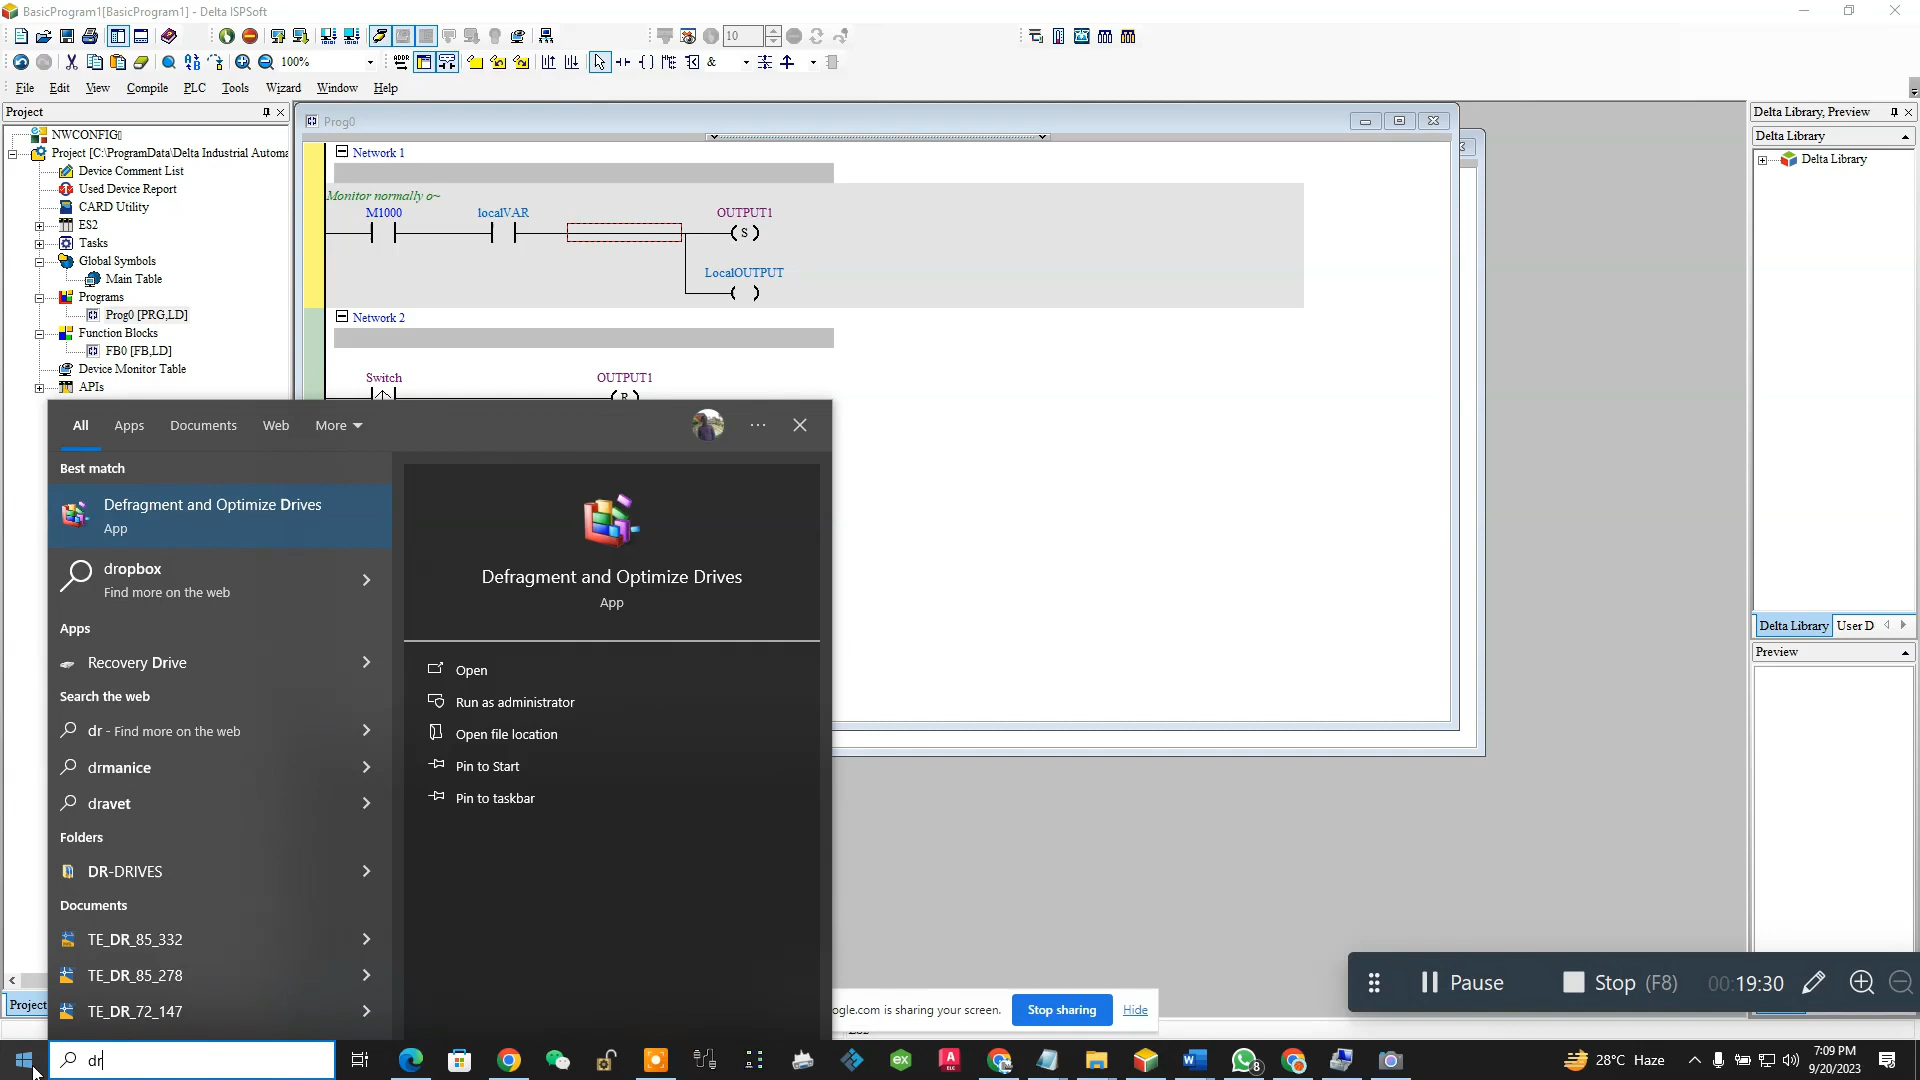 BasicProgram1[BasicProgram1] - Delta ISPSoft
10
100%
&
File Edit View Compile PLC Tools Wizard Window Help
Project
NWCONFIG
Project [C:\ProgramData\Delta Industrial Automa
Device Comment List
Used Device Report
CARD Utility
ES2
Tasks
Global Symbols
Main Table
Programs
Prog0 [PRG,LD]
Function Blocks
FB0 [FB,LD]
Device Monitor Table
APIs
Project
Prog0
Network 1
Monitor normally o~
M1000
localVAR
OUTPUT1
S
LocalOUTPUT
Network 2
Switch
OUTPUT1
R
Delta Library, Preview
Delta Library
Delta Library
Delta Library User D
Preview
All Apps Documents Web More
Best match
Defragment and Optimize Drives
App
dropbox
Find more on the web
Apps
Recovery Drive
Search the web
dr - Find more on the web
drmanice
dravet
Folders
DR-DRIVES
Documents
TE_DR_85_332
TE_DR_85_278
TE_DR_72_147
Defragment and Optimize Drives
App
Open
Run as administrator
Open file location
Pin to Start
Pin to taskbar
ogle.com is sharing your screen. Stop sharing Hide
Pause Stop (F8) 00:19:30
dr
28°C Haze
7:09 PM
9/20/2023